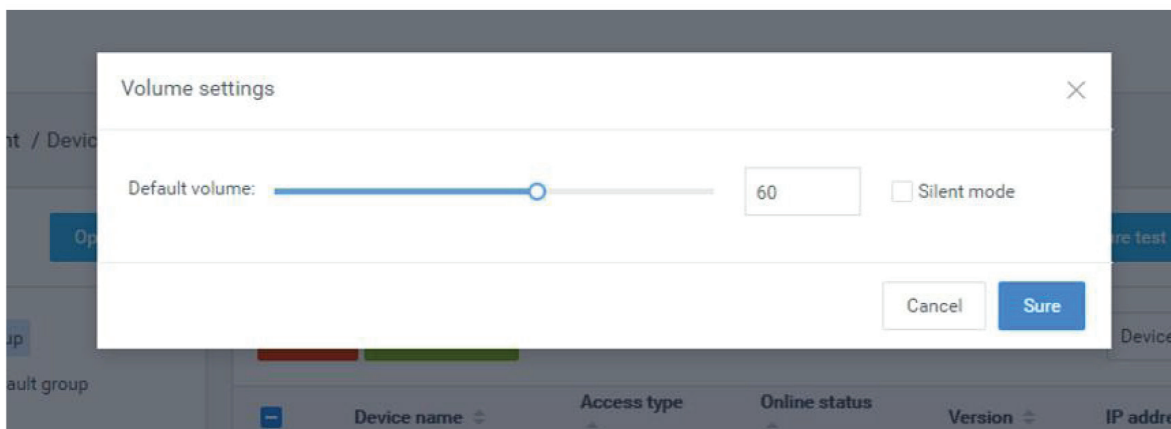 Volume settings
nt / Devic
Default volume:
60
Silent mode
Op
re test
Cancel
Sure
up
Device
ault group
Device name
Access type
Online status
Version
IP addre